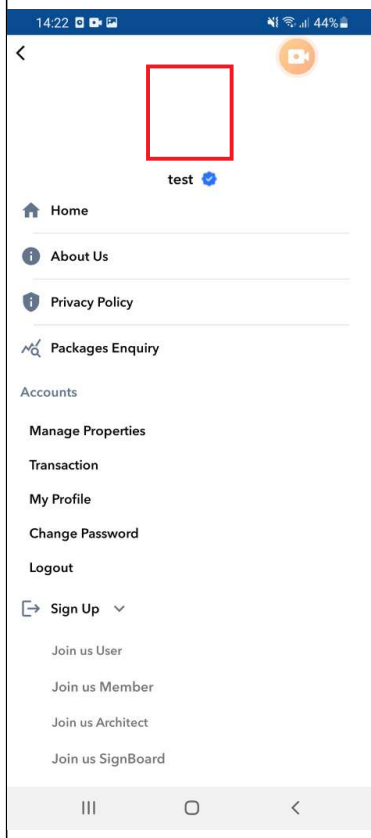 14:22 44%
test
Home
About Us
Privacy Policy
Packages Enquiry
Accounts
Manage Properties
Transaction
My Profile
Change Password
Logout
Sign Up
Join us User
Join us Member
Join us Architect
Join us SignBoard